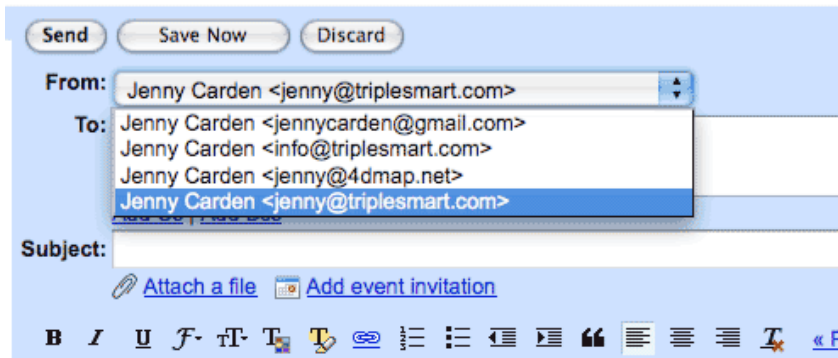 Send Save Now Discard
From: Jenny Carden <jenny@triplesmart.com>
To: Jenny Carden <jennycarden@gmail.com>
Jenny Carden <info@triplesmart.com>
Jenny Carden <jenny@4dmap.net>
Jenny Carden <jenny@triplesmart.com>
Subject:
Attach a file Add event invitation
B I U F T T T T «